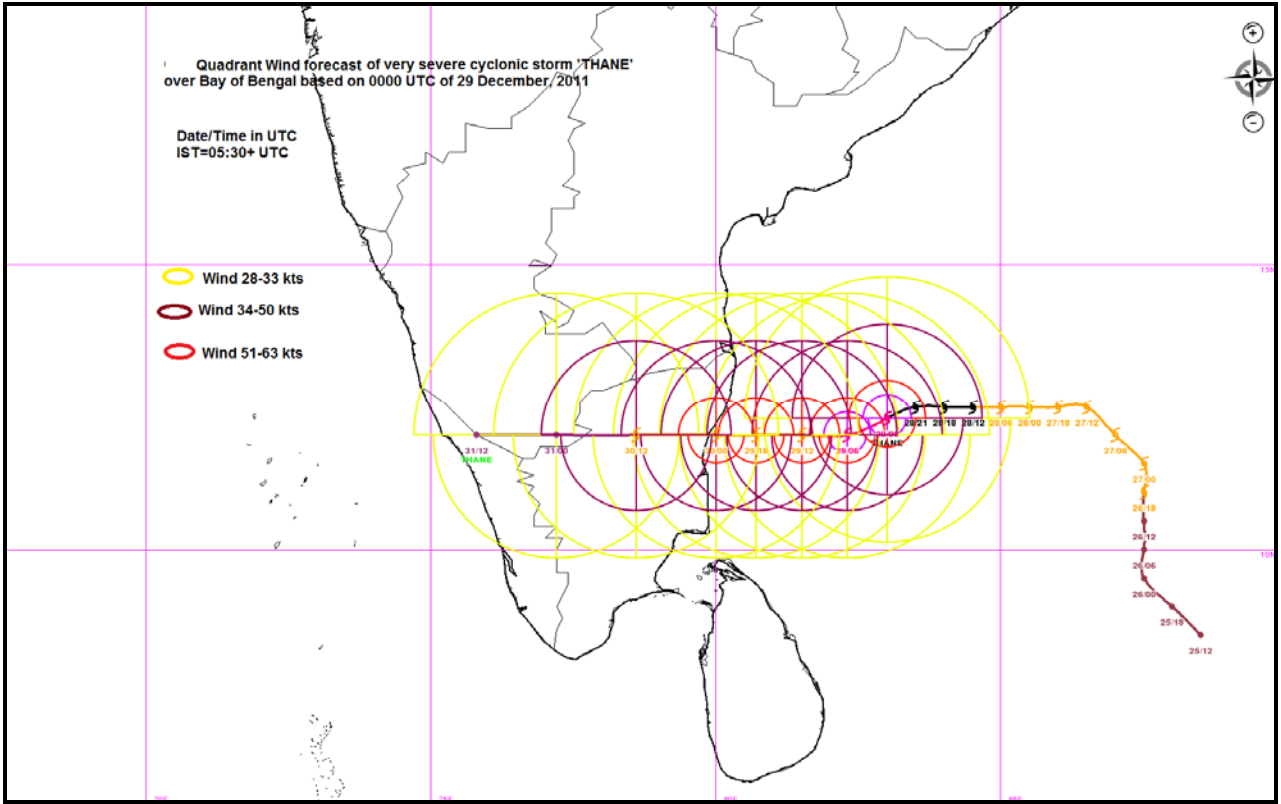 Quadrant Wind forecast of very severe cyclonic storm 'THANE'
over Bay of Bengal based on 0000 UTC of 29 December, 2011
Date/Time in UTC
IST=05:30+ UTC
Wind 28-33 kts
Wind 34-50 kts
Wind 51-63 kts
15N
10N
31/12
THANE
31/00
30/12
30/00
29/18
29/12
29/06
28/21
28/18
28/12
28/06
28/00
27/18
27/12
27/06
27/00
26/18
26/12
26/06
26/00
25/18
25/12